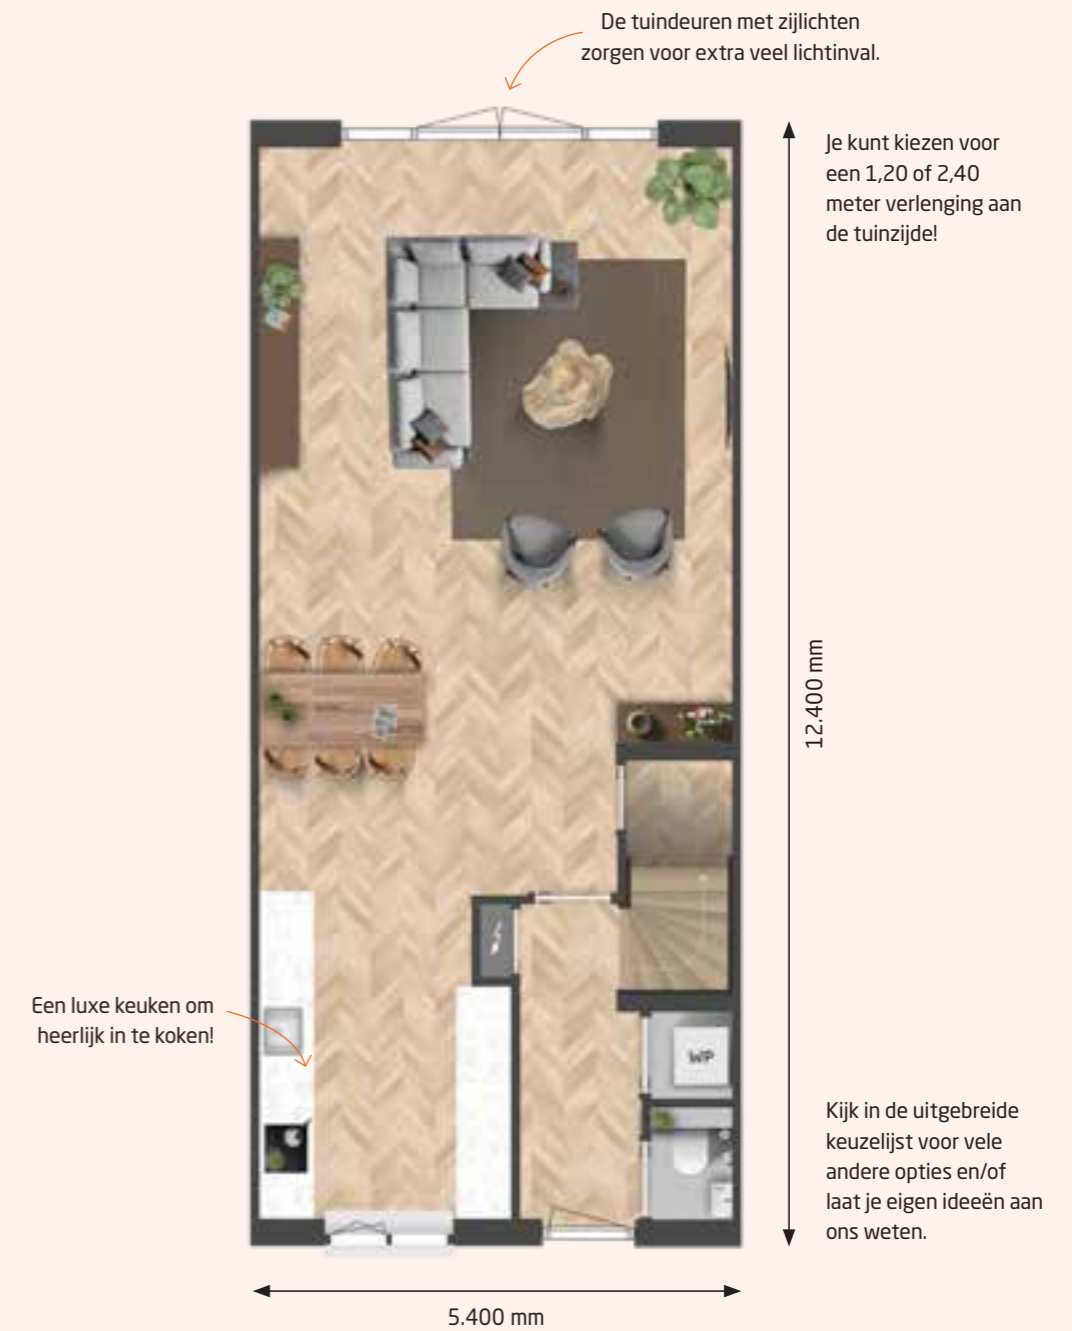 De tuindeuren met zijlichten
zorgen voor extra veel lichtinval.
Je kunt kiezen voor
een 1,20 of 2,40
meter verlenging aan
de tuinzijde!
12.400 mm
Een luxe keuken om
heerlijk in te koken!
WP
Kijk in de uitgebreide
keuzelijst voor vele
andere opties en/of
laat je eigen ideeën aan
ons weten.
5.400 mm